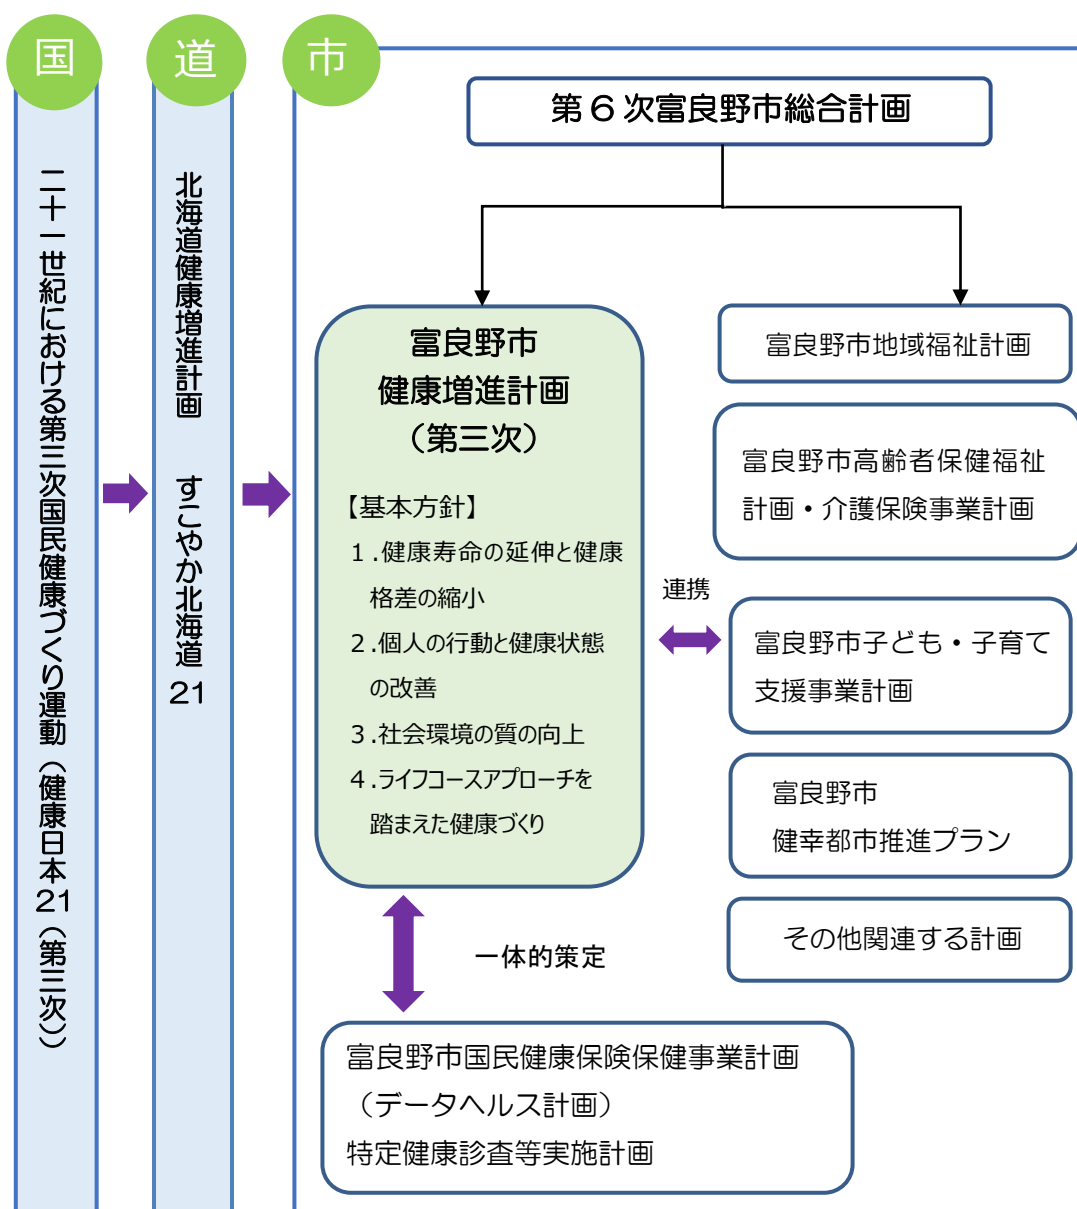 国
二十一世紀における第三次国民健康づくり運動（健康日本21（第三次））
道
北海道健康増進計画　すこやか北海道21
市
第６次富良野市総合計画
富良野市
健康増進計画
（第三次）
【基本方針】
１.健康寿命の延伸と健康
格差の縮小
２.個人の行動と健康状態
の改善
３.社会環境の質の向上
４.ライフコースアプローチを
踏まえた健康づくり
連携
富良野市地域福祉計画
富良野市高齢者保健福祉
計画・介護保険事業計画
富良野市子ども・子育て
支援事業計画
富良野市
健幸都市推進プラン
その他関連する計画
一体的策定
富良野市国民健康保険保健事業計画
（データヘルス計画）
特定健康診査等実施計画